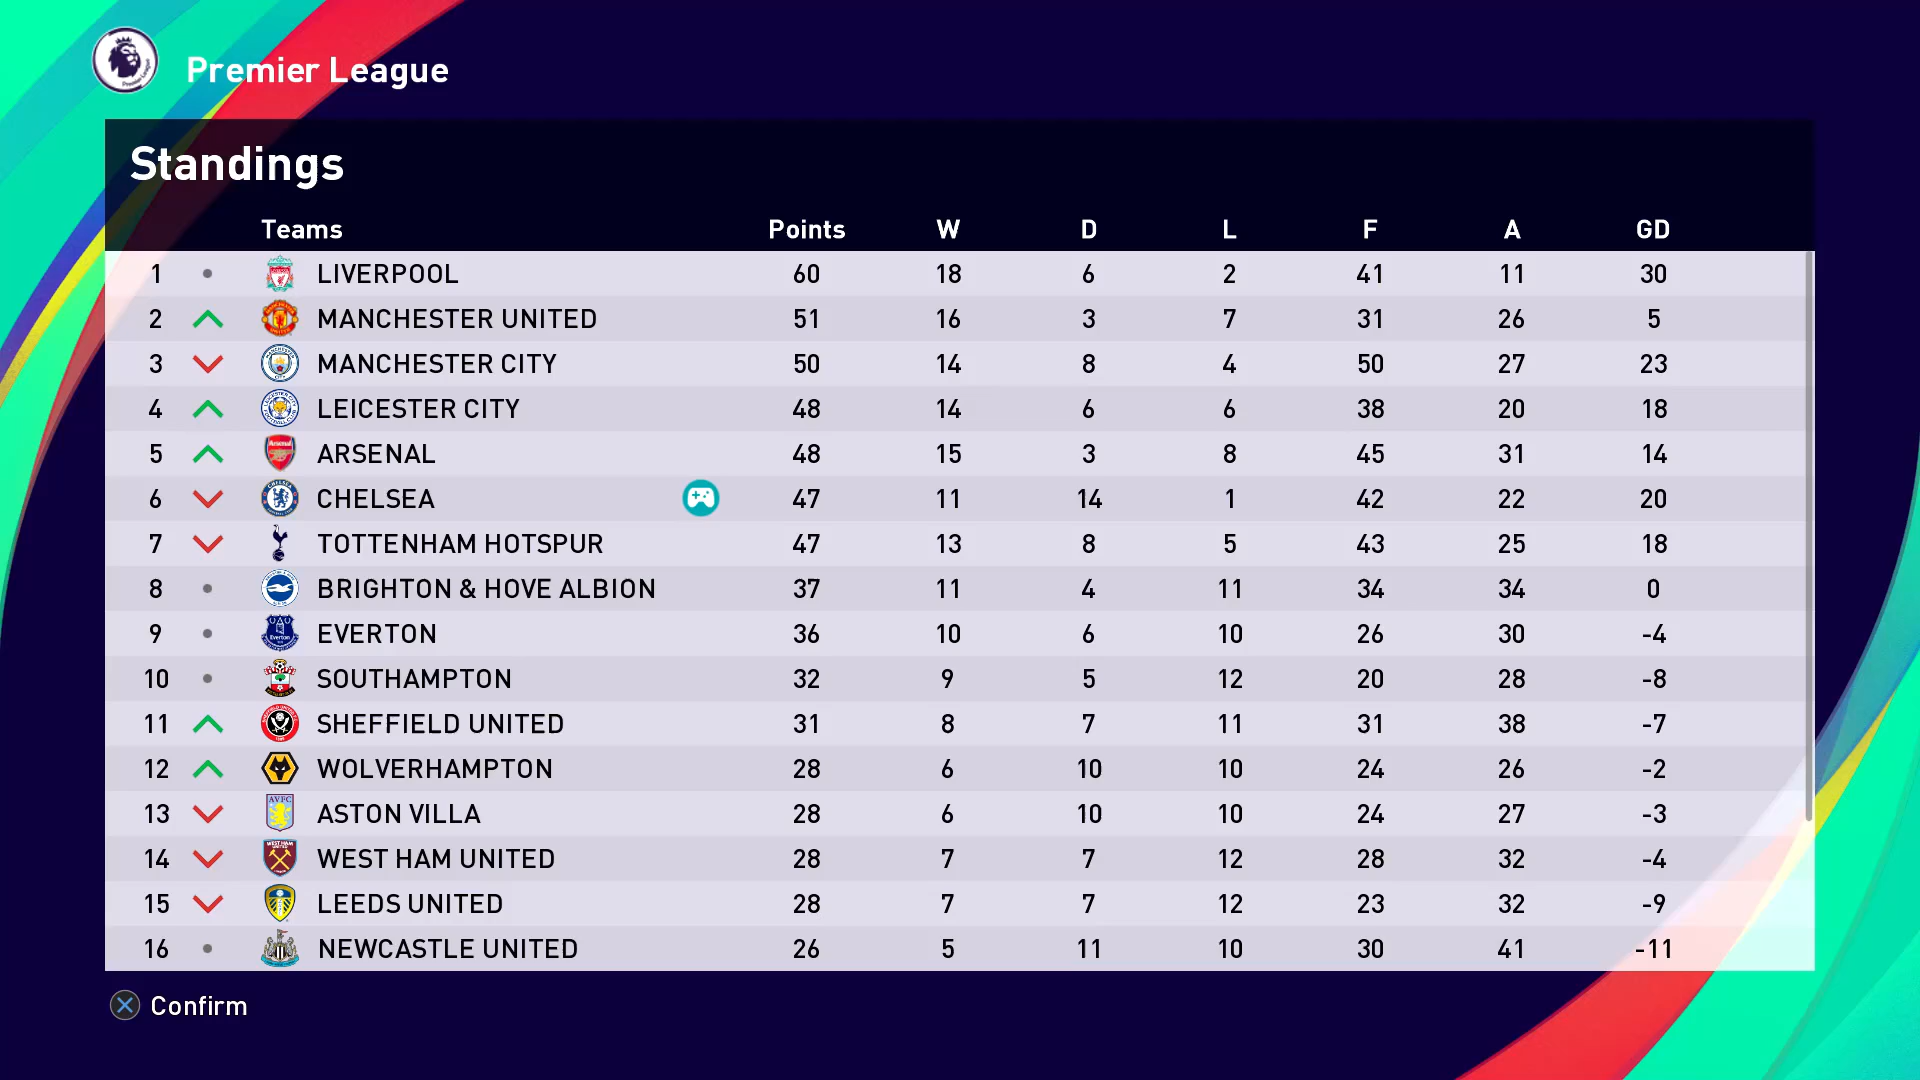 Premier League
Standings
Teams Points W D L F A GD
1 LIVERPOOL 60 18 6 2 41 11 30
2 MANCHESTER UNITED 51 16 3 7 31 26 5
3 MANCHESTER CITY 50 14 8 4 50 27 23
4 LEICESTER CITY 48 14 6 6 38 20 18
5 ARSENAL 48 15 3 8 45 31 14
6 CHELSEA 47 11 14 1 42 22 20
7 TOTTENHAM HOTSPUR 47 13 8 5 43 25 18
8 BRIGHTON & HOVE ALBION 37 11 4 11 34 34 0
9 EVERTON 36 10 6 10 26 30 -4
10 SOUTHAMPTON 32 9 5 12 20 28 -8
11 SHEFFIELD UNITED 31 8 7 11 31 38 -7
12 WOLVERHAMPTON 28 6 10 10 24 26 -2
13 ASTON VILLA 28 6 10 10 24 27 -3
14 WEST HAM UNITED 28 7 7 12 28 32 -4
15 LEEDS UNITED 28 7 7 12 23 32 -9
16 NEWCASTLE UNITED 26 5 11 10 30 41 -11
Confirm